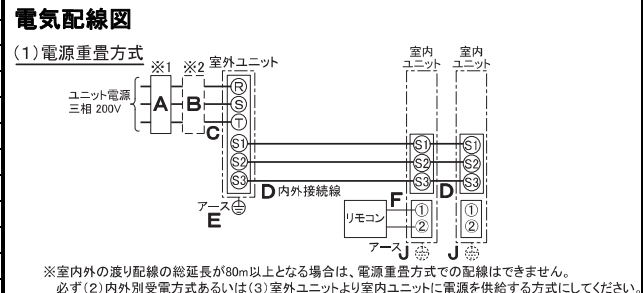 電気配線図
(1)電源重畳方式
※1 ※2 室外ユニット
室内
ユニット
室内
ユニット
ユニット電源
三相 200V
A
B
C
R
S
T
S1
S2
S3
S1
S2
S3
S1
S2
S3
D 内外接続線
D
アース
E
リモコン
F
①
②
①
②
アース J
J
※室内外の渡り配線の総延長が80m以上となる場合は、電源重畳方式での配線はできません。
必ず(2)内外別受電方式あるいは(3)室外ユニットより室内ユニットに電源を供給する方式にしてください。